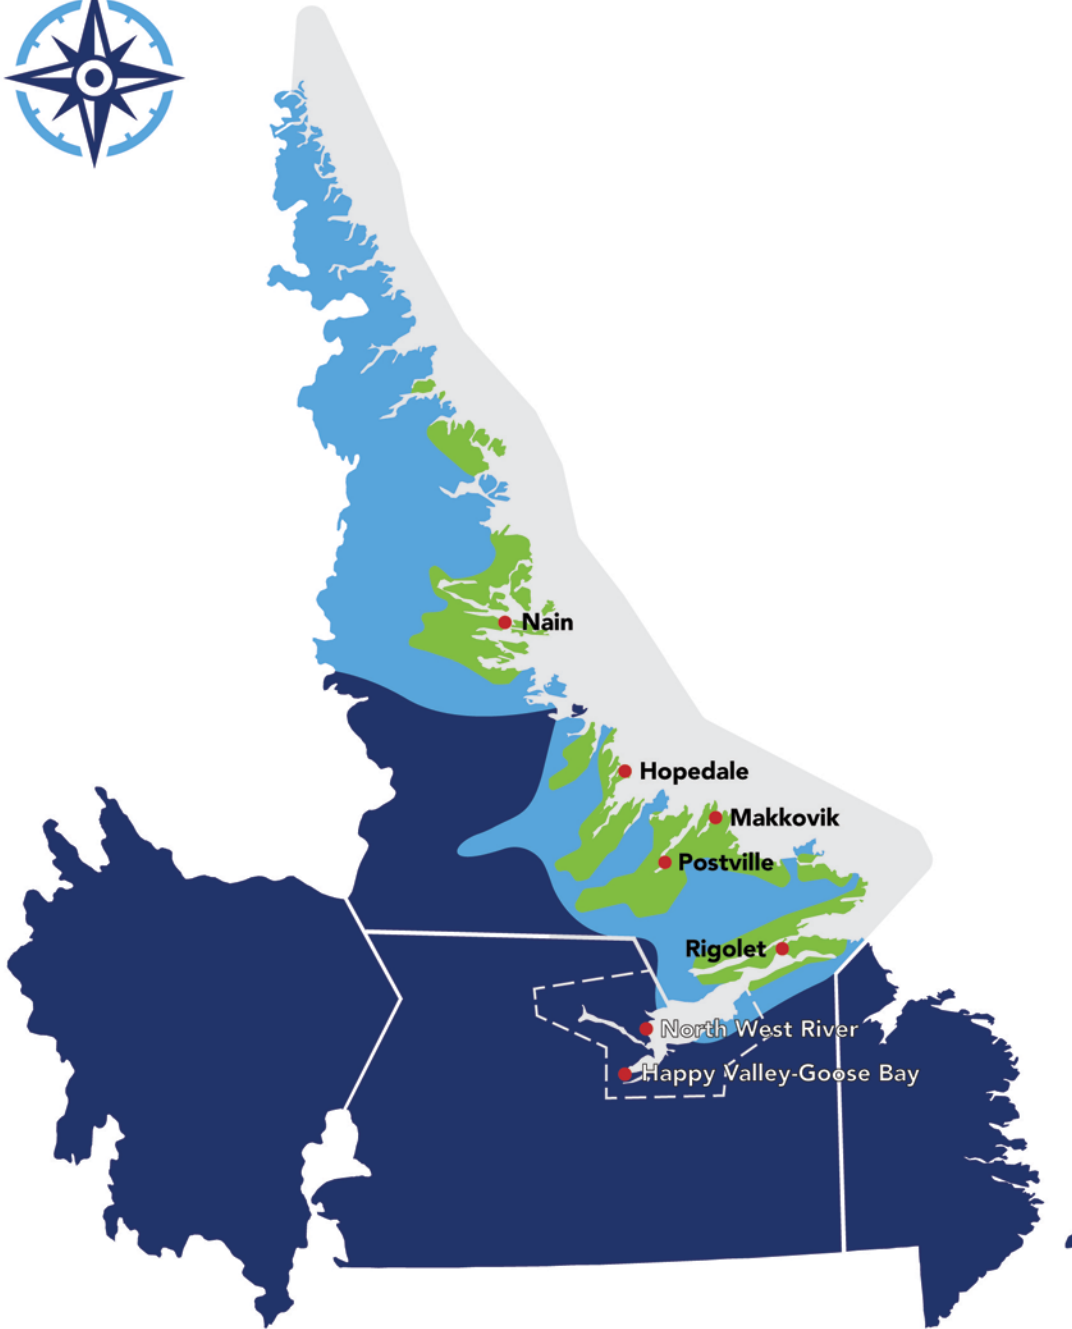 Nain
Hopedale
Makkovik
Postville
Rigolet
North West River
Happy Valley-Goose Bay